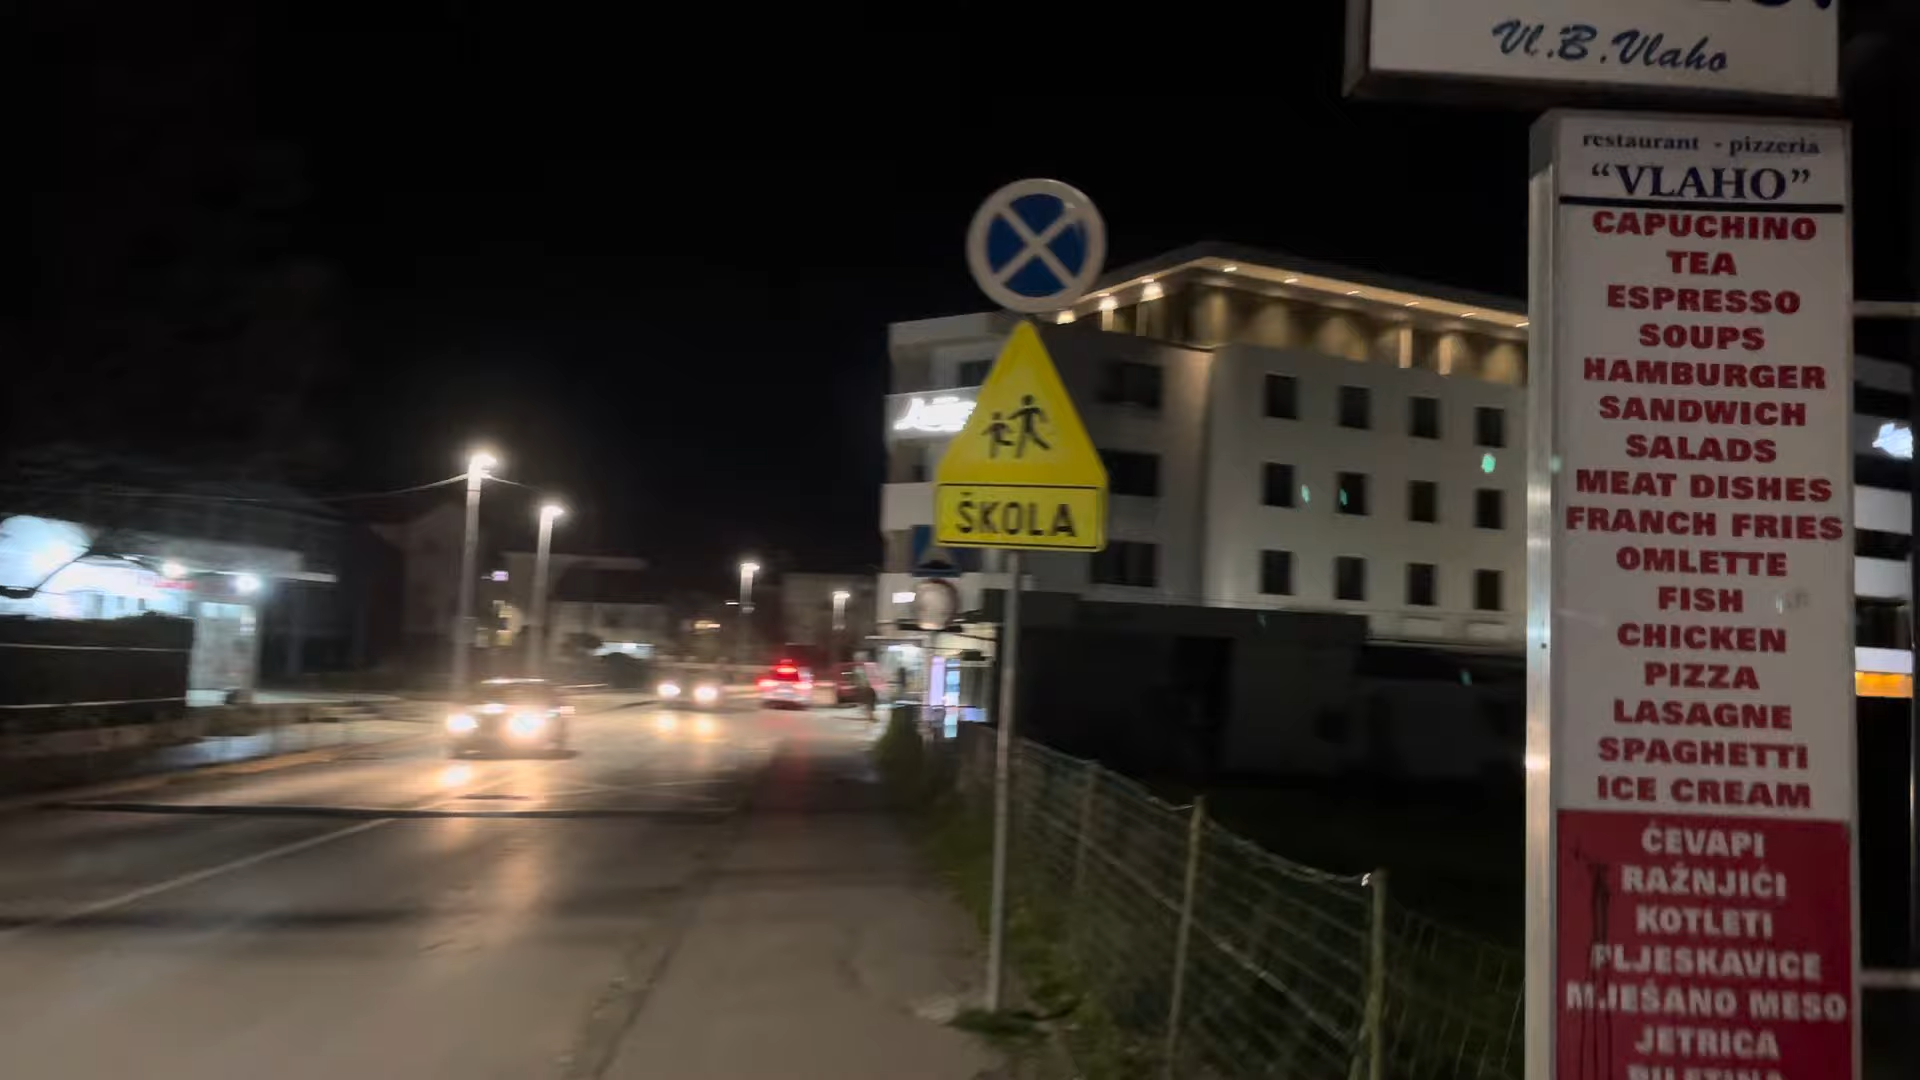 Vl.B.Vlaho
restaurant - pizzeria
“VLAHO”
CAPUCHINO
TEA
ESPRESSO
SOUPS
HAMBURGER
SANDWICH
SALADS
MEAT DISHES
FRANCH FRIES
OMLETTE
FISH
CHICKEN
PIZZA
LASAGNE
SPAGHETTI
ICE CREAM
ĆEVAPI
RAŽNJIĆI
KOTLETI
PLJESKAVICE
MJEŠANO MESO
JETRICA
ŠKOLA